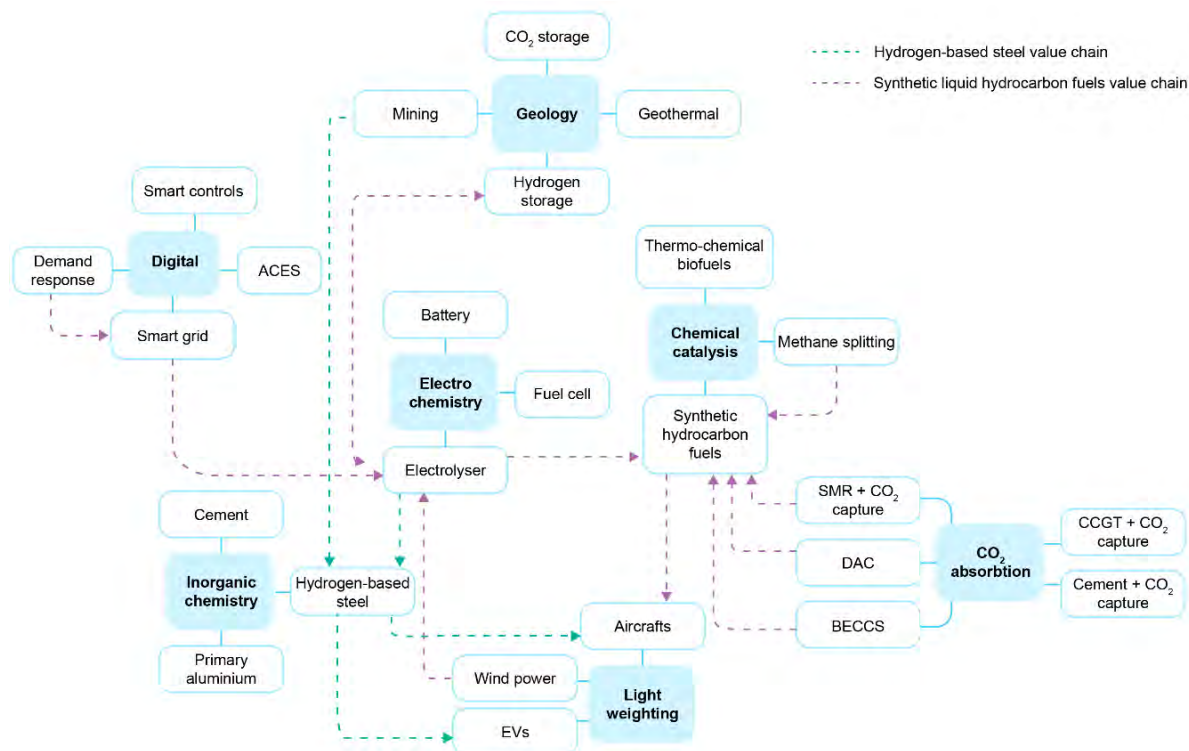 CO₂ storage
Hydrogen-based steel value chain
Synthetic liquid hydrocarbon fuels value chain
Mining
Geology
Geothermal
Hydrogen
storage
Smart controls
Demand
response
Digital
ACES
Smart grid
Thermo-chemical
biofuels
Battery
Chemical
catalysis
Methane splitting
Electro
chemistry
Fuel cell
Synthetic
hydrocarbon
fuels
Electrolyser
SMR + CO₂
capture
Cement
CCGT + CO₂
capture
DAC
CO₂
absorbtion
Inorganic
chemistry
Hydrogen-based
steel
Cement + CO₂
capture
BECCS
Aircrafts
Primary
aluminium
Wind power
Light
weighting
EVs